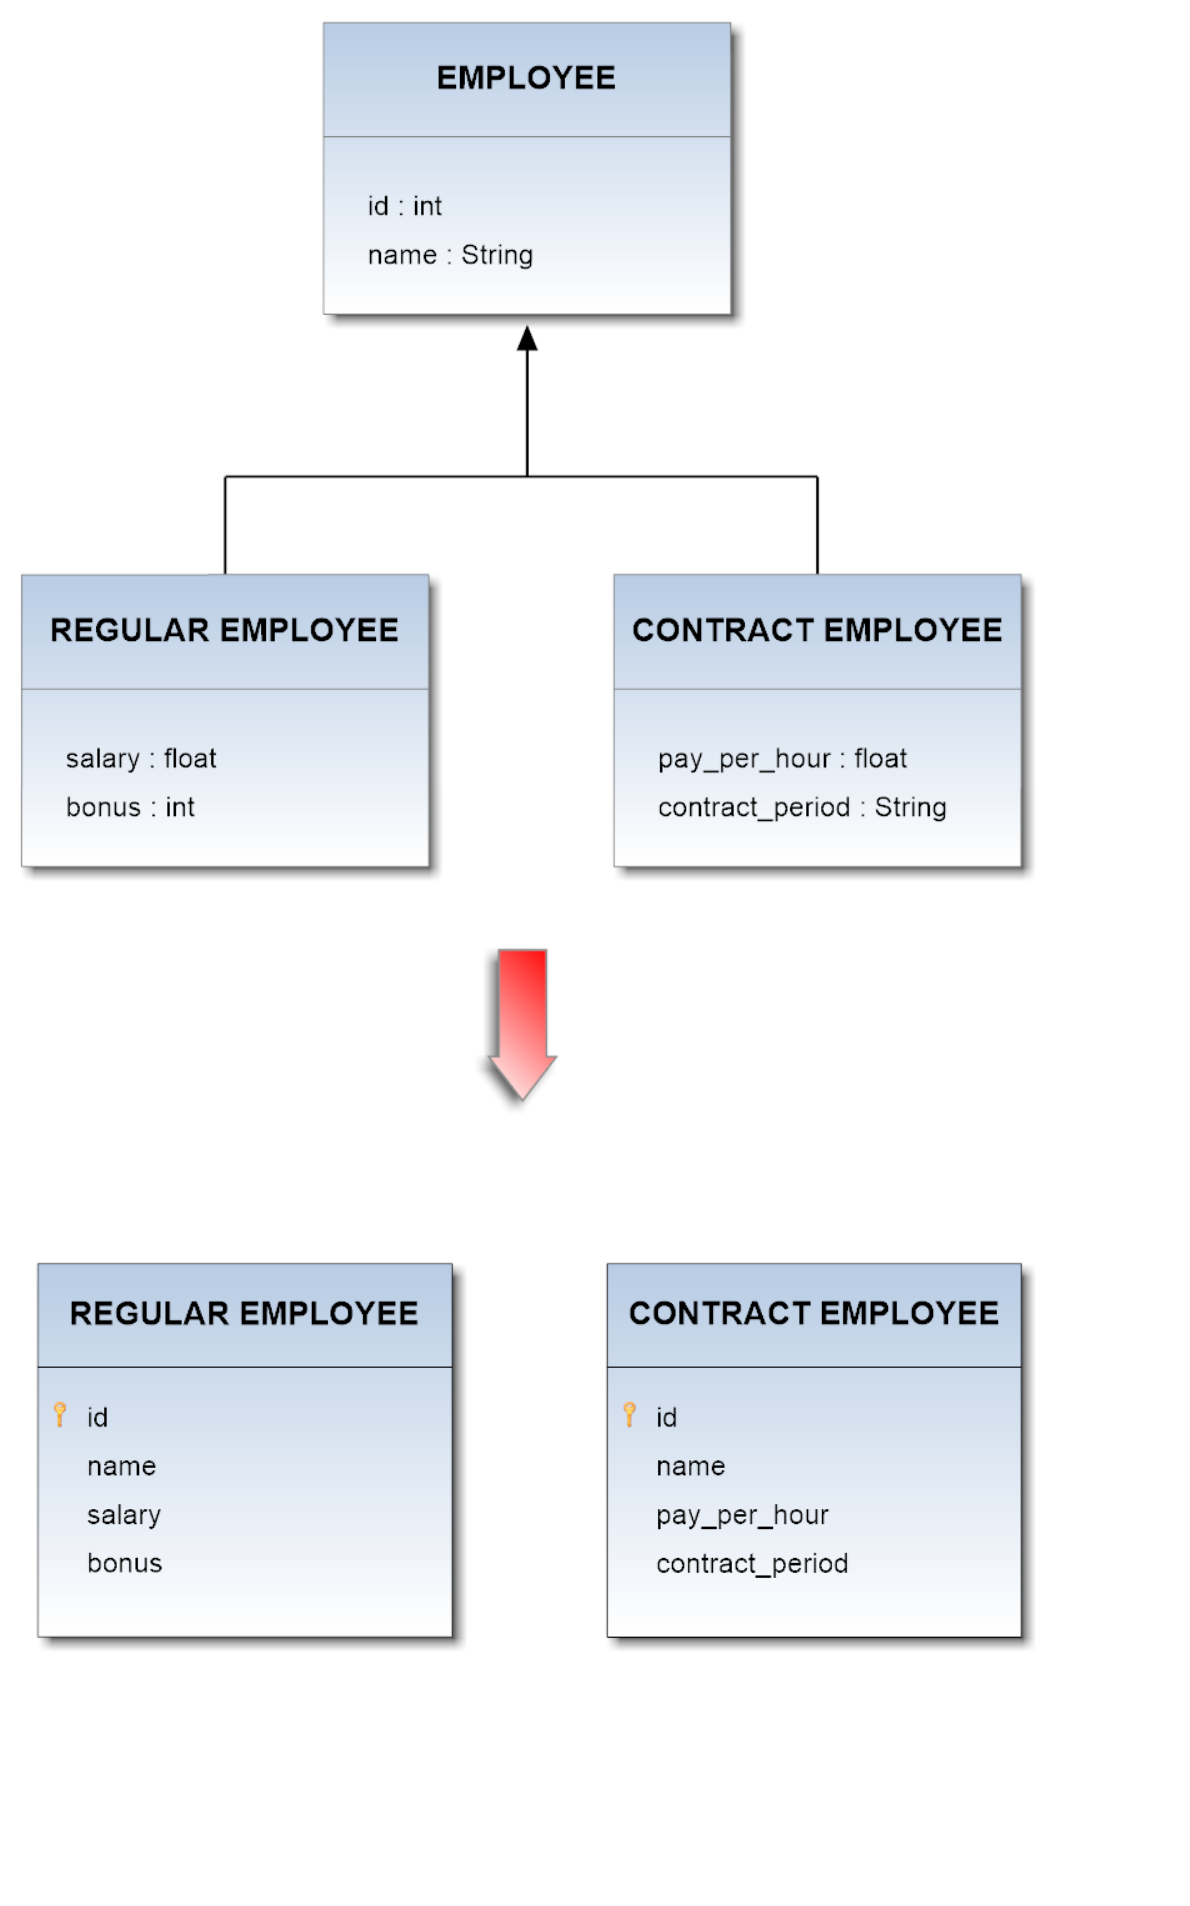 EMPLOYEE
id : int
name : String
REGULAR EMPLOYEE
salary : float
bonus : int
CONTRACT EMPLOYEE
pay_per_hour : float
contract_period : String
REGULAR EMPLOYEE
id
name
salary
bonus
CONTRACT EMPLOYEE
id
name
pay_per_hour
contract_period